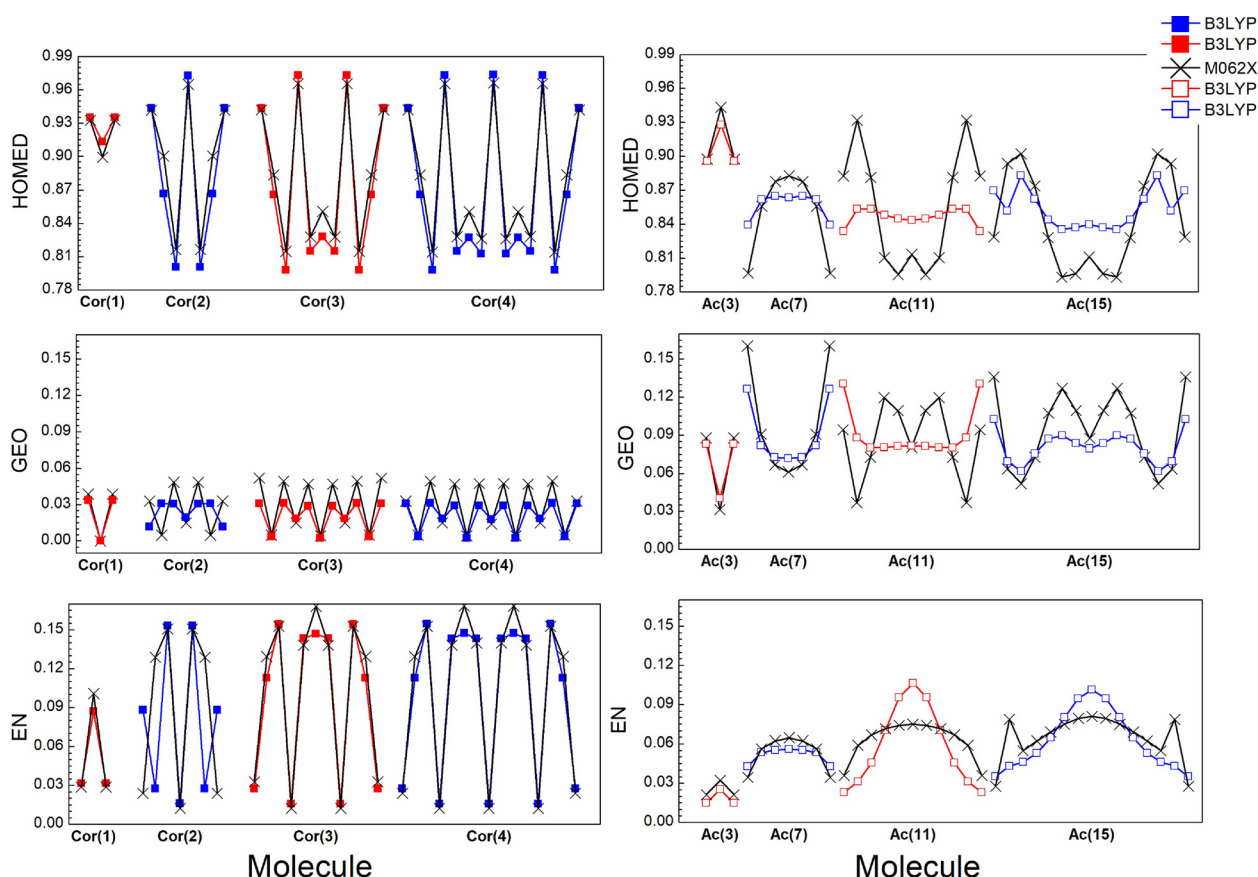 B3LYP
B3LYP
M062X
B3LYP
B3LYP
HOMED
0.99
0.96
0.93
0.90
0.87
0.84
0.81
0.78
Cor(1) Cor(2) Cor(3) Cor(4)
HOMED
0.99
0.96
0.93
0.90
0.87
0.84
0.81
0.78
Ac(3) Ac(7) Ac(11) Ac(15)
GEO
0.15
0.12
0.09
0.06
0.03
0.00
Cor(1) Cor(2) Cor(3) Cor(4)
GEO
0.15
0.12
0.09
0.06
0.03
0.00
Ac(3) Ac(7) Ac(11) Ac(15)
EN
0.15
0.12
0.09
0.06
0.03
0.00
Cor(1) Cor(2) Cor(3) Cor(4)
Molecule
EN
0.15
0.12
0.09
0.06
0.03
0.00
Ac(3) Ac(7) Ac(11) Ac(15)
Molecule